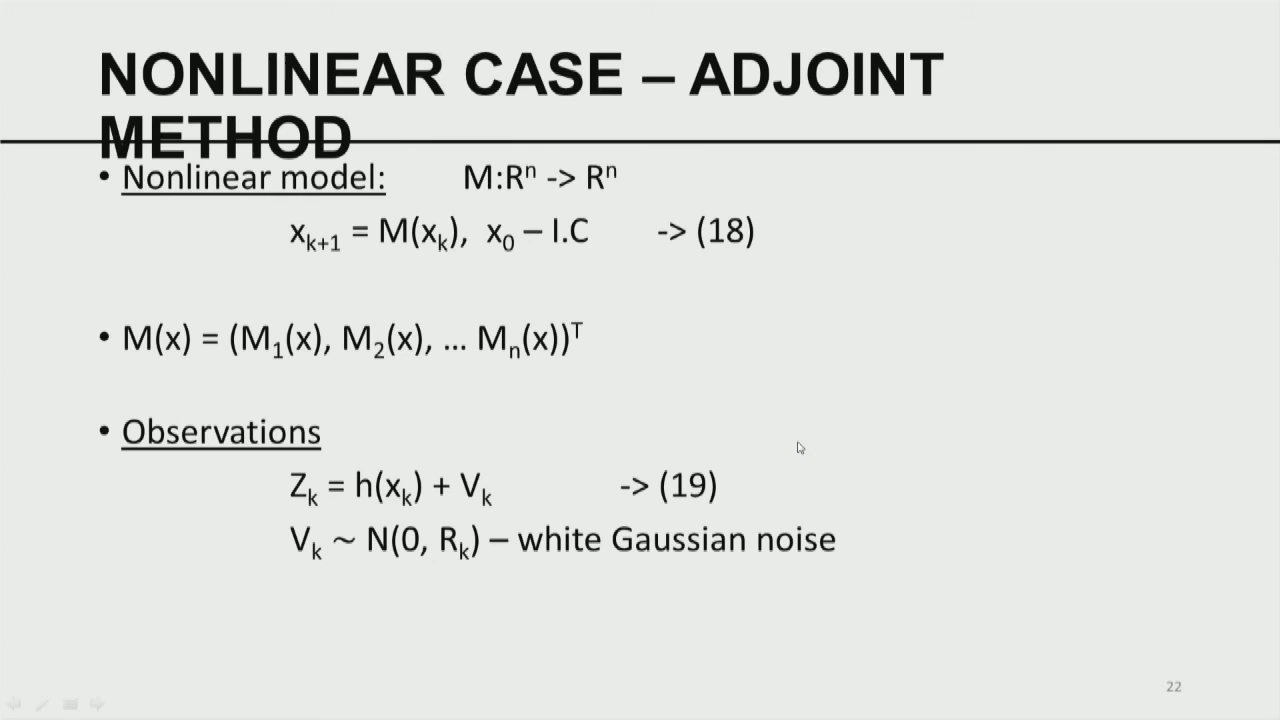 NONLINEAR CASE – ADJOINT
METHOD
• Nonlinear model: M:Rⁿ -> Rⁿ
xₖ₊₁ = M(xₖ), x₀ – I.C -> (18)
• M(x) = (M₁(x), M₂(x), ... Mₙ(x))ᵀ
• Observations
Zₖ = h(xₖ) + Vₖ -> (19)
Vₖ ~ N(0, Rₖ) – white Gaussian noise
22